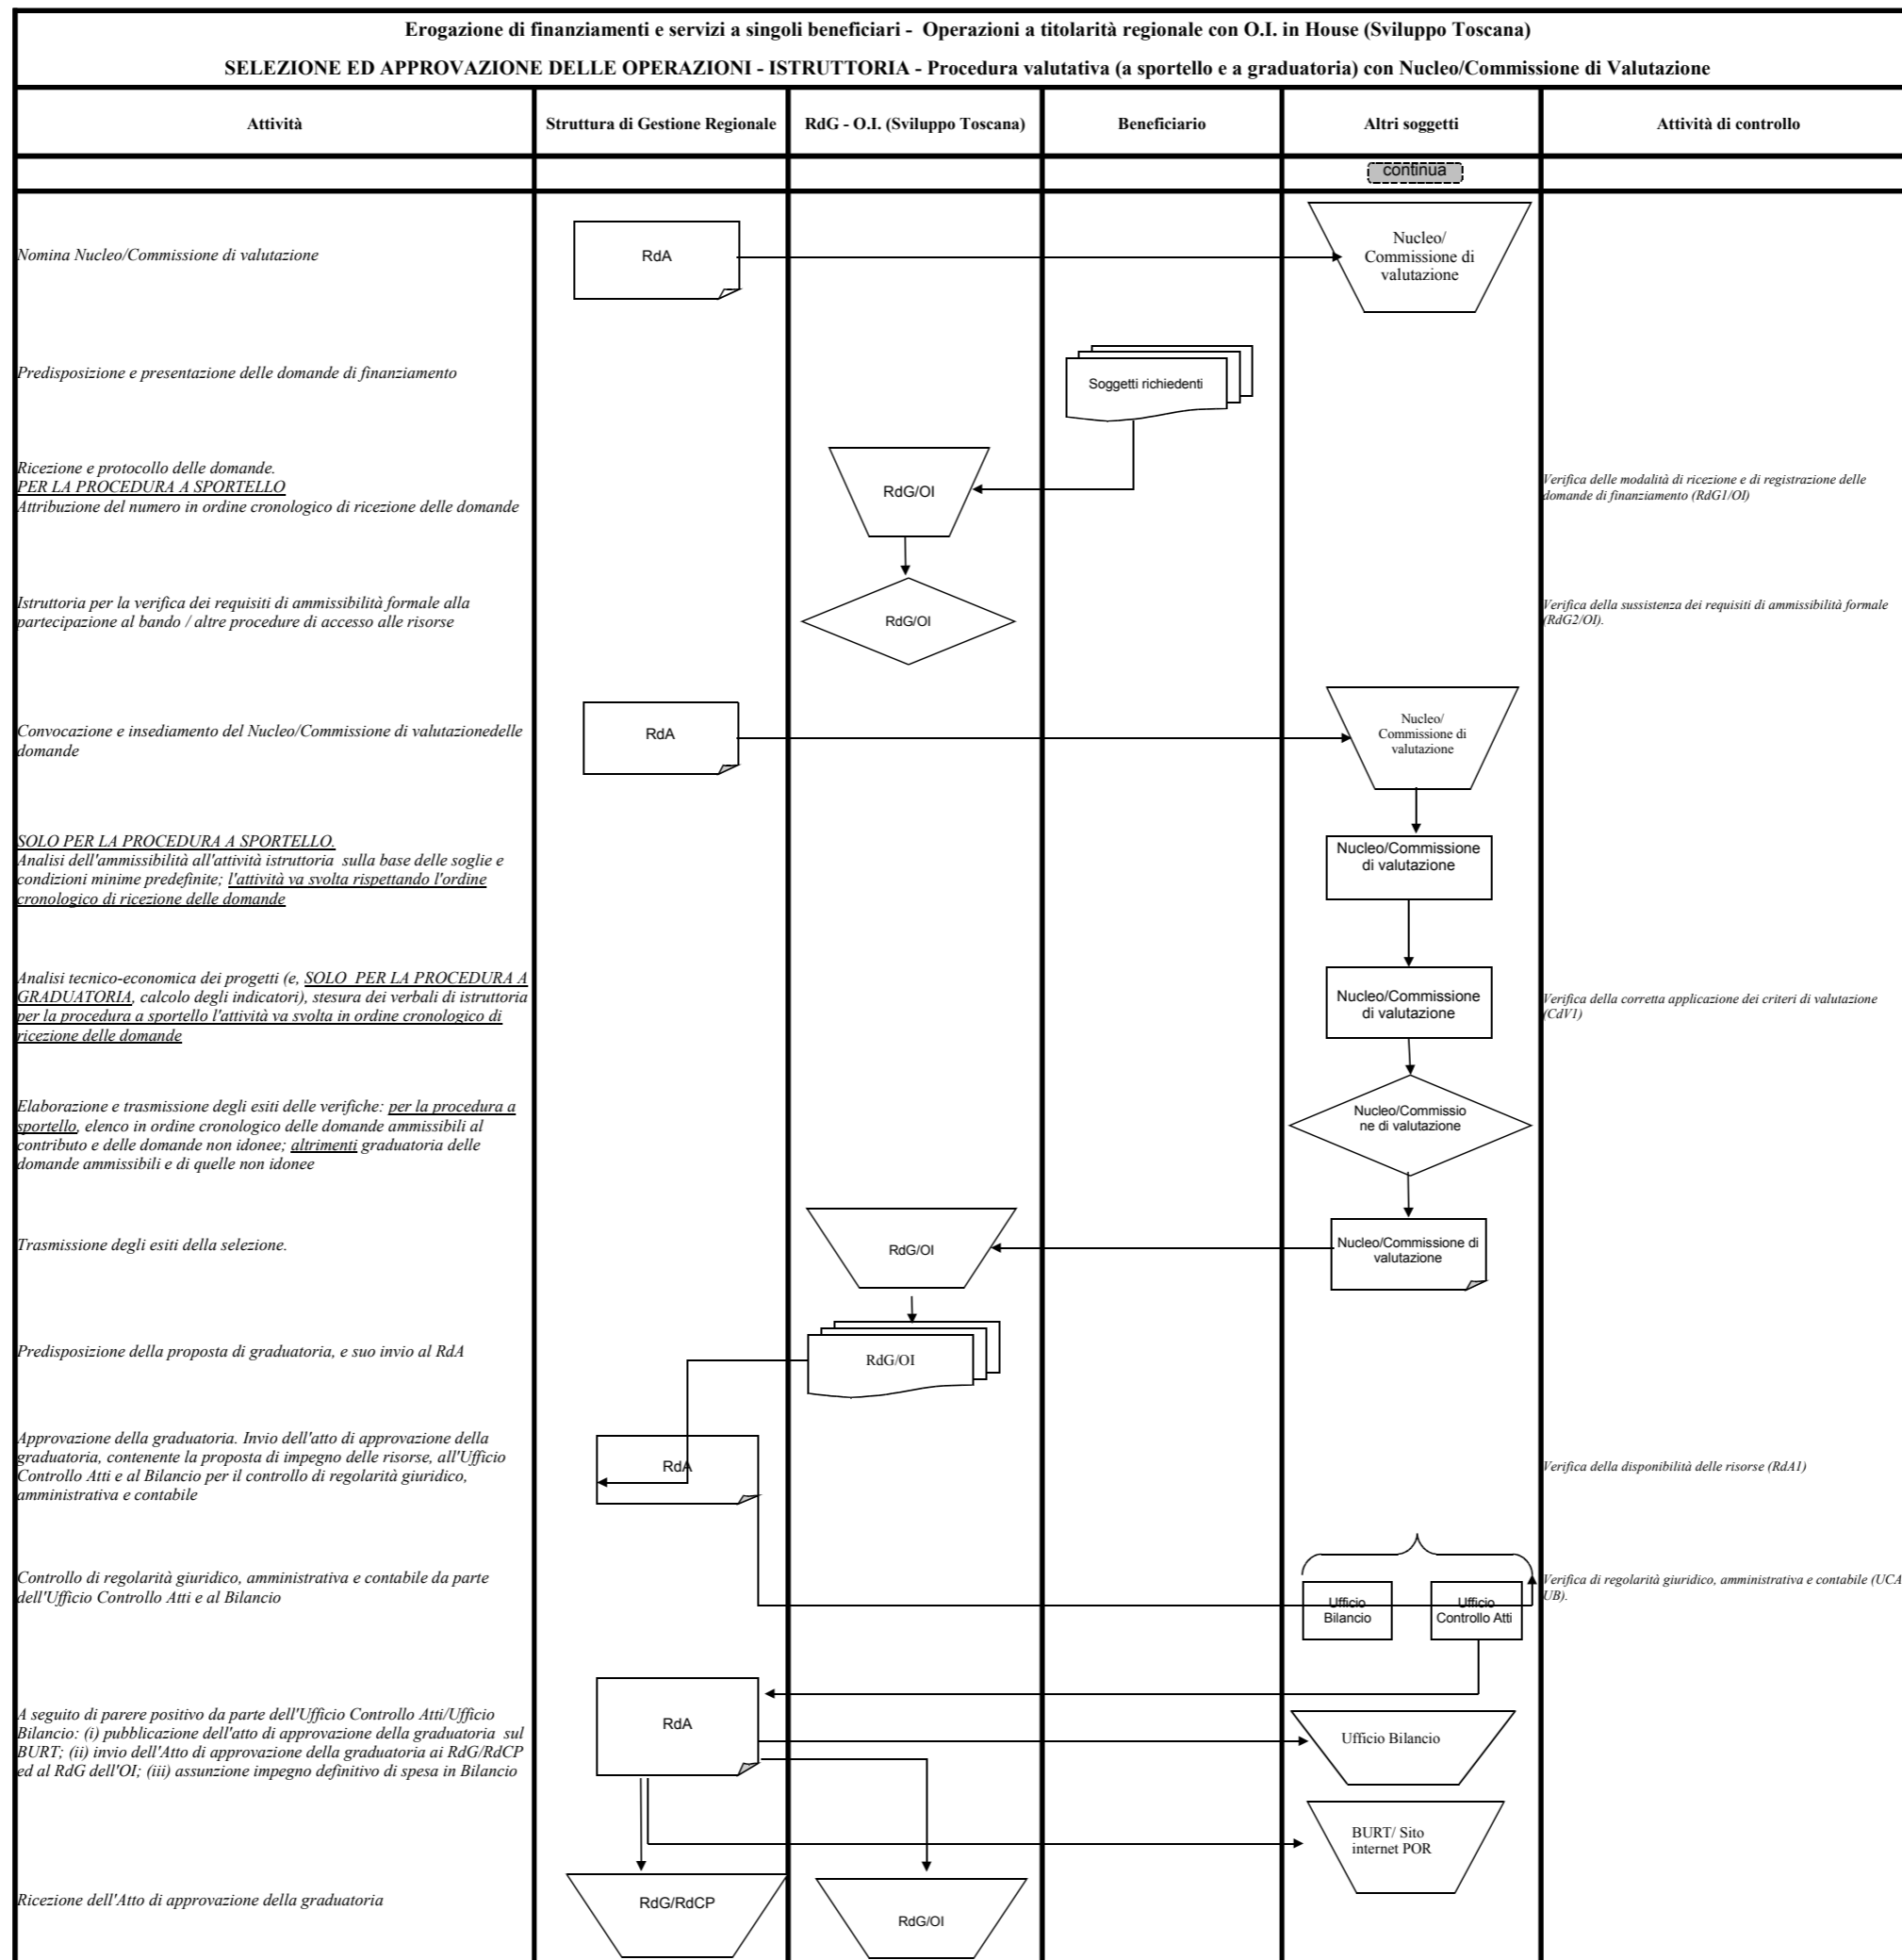 Erogazione di finanziamenti e servizi a singoli beneficiari - Operazioni a titolarità regionale con O.I. in House (Sviluppo Toscana)
SELEZIONE ED APPROVAZIONE DELLE OPERAZIONI - ISTRUTTORIA - Procedura valutativa (a sportello e a graduatoria) con Nucleo/Commissione di Valutazione
Attività
Struttura di Gestione Regionale
RdG - O.I. (Sviluppo Toscana)
Beneficiario
Altri soggetti
Attività di controllo
continua
Nomina Nucleo/Commissione di valutazione
RdA
Nucleo/
Commissione di
valutazione
Predisposizione e presentazione delle domande di finanziamento
Soggetti richiedenti
Ricezione e protocollo delle domande.
PER LA PROCEDURA A SPORTELLO
Attribuzione del numero in ordine cronologico di ricezione delle domande
RdG/OI
Verifica delle modalità di ricezione e di registrazione delle
domande di finanziamento (RdG1/OI)
Istruttoria per la verifica dei requisiti di ammissibilità formale alla
partecipazione al bando / altre procedure di accesso alle risorse
RdG/OI
Verifica della sussistenza dei requisiti di ammissibilità formale
(RdG2/OI).
Convocazione e insediamento del Nucleo/Commissione di valutazionedelle
domande
RdA
Nucleo/
Commissione di
valutazione
SOLO PER LA PROCEDURA A SPORTELLO.
Analisi dell'ammissibilità all'attività istruttoria sulla base delle soglie e
condizioni minime predefinite; l'attività va svolta rispettando l'ordine
cronologico di ricezione delle domande
Nucleo/Commissione
di valutazione
Analisi tecnico-economica dei progetti (e, SOLO PER LA PROCEDURA A
GRADUATORIA, calcolo degli indicatori), stesura dei verbali di istruttoria
per la procedura a sportello l'attività va svolta in ordine cronologico di
ricezione delle domande
Nucleo/Commissione
di valutazione
Verifica della corretta applicazione dei criteri di valutazione
(CdV1)
Elaborazione e trasmissione degli esiti delle verifiche: per la procedura a
sportello, elenco in ordine cronologico delle domande ammissibili al
contributo e delle domande non idonee; altrimenti graduatoria delle
domande ammissibili e di quelle non idonee
Nucleo/Commissio
ne di valutazione
Trasmissione degli esiti della selezione.
RdG/OI
Nucleo/Commissione di
valutazione
Predisposizione della proposta di graduatoria, e suo invio al RdA
RdG/OI
Approvazione della graduatoria. Invio dell'atto di approvazione della
graduatoria, contenente la proposta di impegno delle risorse, all'Ufficio
Controllo Atti e al Bilancio per il controllo di regolarità giuridico,
amministrativa e contabile
RdA
Verifica della disponibilità delle risorse (RdA1)
Controllo di regolarità giuridico, amministrativa e contabile da parte
dell'Ufficio Controllo Atti e al Bilancio
Ufficio
Bilancio
Ufficio
Controllo Atti
Verifica di regolarità giuridico, amministrativa e contabile (UCA
UB).
A seguito di parere positivo da parte dell'Ufficio Controllo Atti/Ufficio
Bilancio: (i) pubblicazione dell'atto di approvazione della graduatoria sul
BURT; (ii) invio dell'Atto di approvazione della graduatoria ai RdG/RdCP
ed al RdG dell'OI; (iii) assunzione impegno definitivo di spesa in Bilancio
RdA
Ufficio Bilancio
BURT/ Sito
internet POR
Ricezione dell'Atto di approvazione della graduatoria
RdG/RdCP
RdG/OI